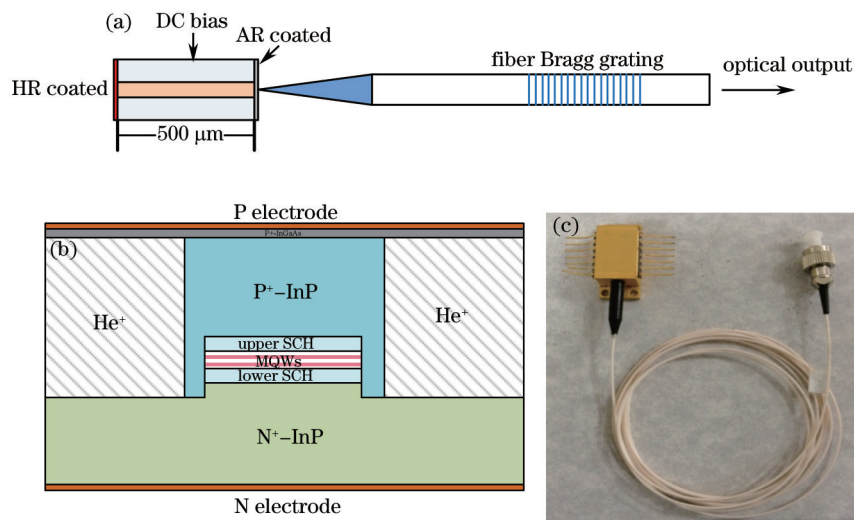 (a)
DC bias
AR coated
HR coated
500 μm
fiber Bragg grating
optical output
P electrode
P+-InGaAs
(b)
P⁺−InP
He⁺
He⁺
upper SCH
MQWs
lower SCH
N⁺−InP
N electrode
(c)